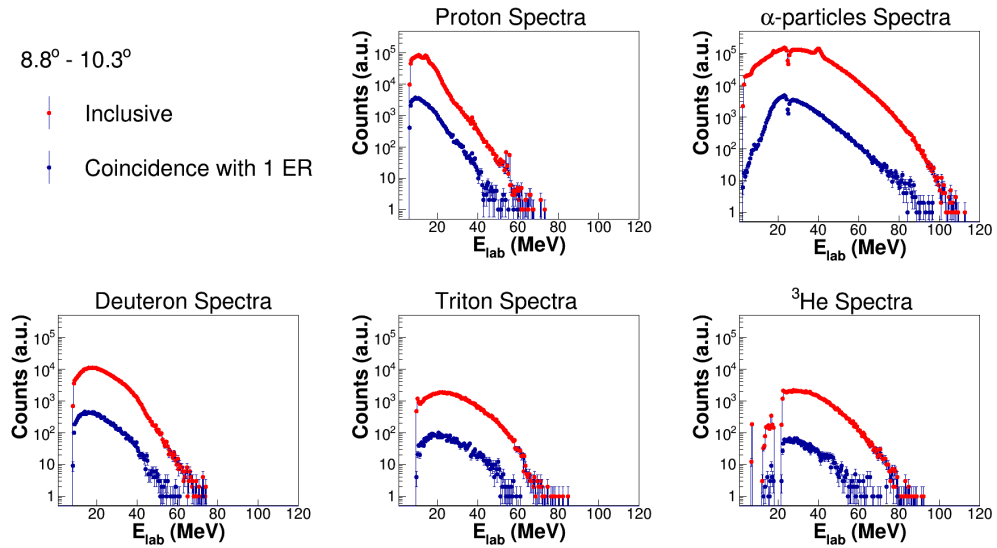 8.8° - 10.3°
Inclusive
Coincidence with 1 ER
Proton Spectra
Counts (a.u.)
10⁵
10⁴
10³
10²
10
1
20 40 60 80 100 120
E_lab (MeV)
α-particles Spectra
Counts (a.u.)
10⁵
10⁴
10³
10²
10
1
20 40 60 80 100 120
E_lab (MeV)
Deuteron Spectra
Counts (a.u.)
10⁵
10⁴
10³
10²
10
1
20 40 60 80 100 120
E_lab (MeV)
Triton Spectra
Counts (a.u.)
10⁵
10⁴
10³
10²
10
1
20 40 60 80 100 120
E_lab (MeV)
³He Spectra
Counts (a.u.)
10⁵
10⁴
10³
10²
10
1
20 40 60 80 100 120
E_lab (MeV)